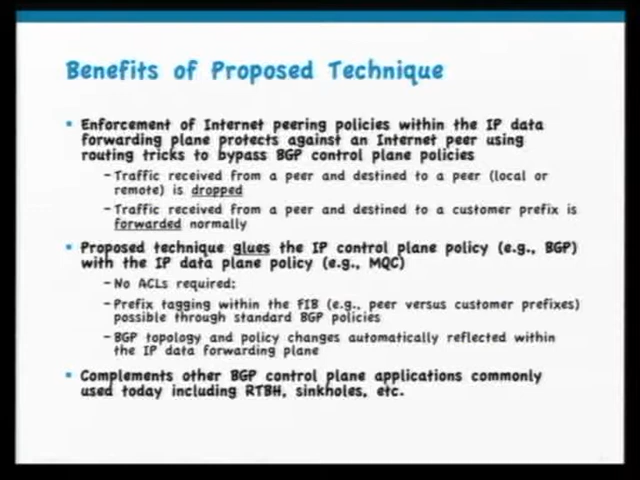 Benefits of Proposed Technique
▪ Enforcement of Internet peering policies within the IP data
forwarding plane protects against an Internet peer using
routing tricks to bypass BGP control plane policies
– Traffic received from a peer and destined to a peer (local or
remote) is dropped
– Traffic received from a peer and destined to a customer prefix is
forwarded normally
▪ Proposed technique glues the IP control plane policy (e.g., BGP)
with the IP data plane policy (e.g., MQC)
– No ACLs required;
– Prefix tagging within the FIB (e.g., peer versus customer prefixes)
possible through standard BGP policies
– BGP topology and policy changes automatically reflected within
the IP data forwarding plane
▪ Complements other BGP control plane applications commonly
used today including RTBH, sinkholes, etc.